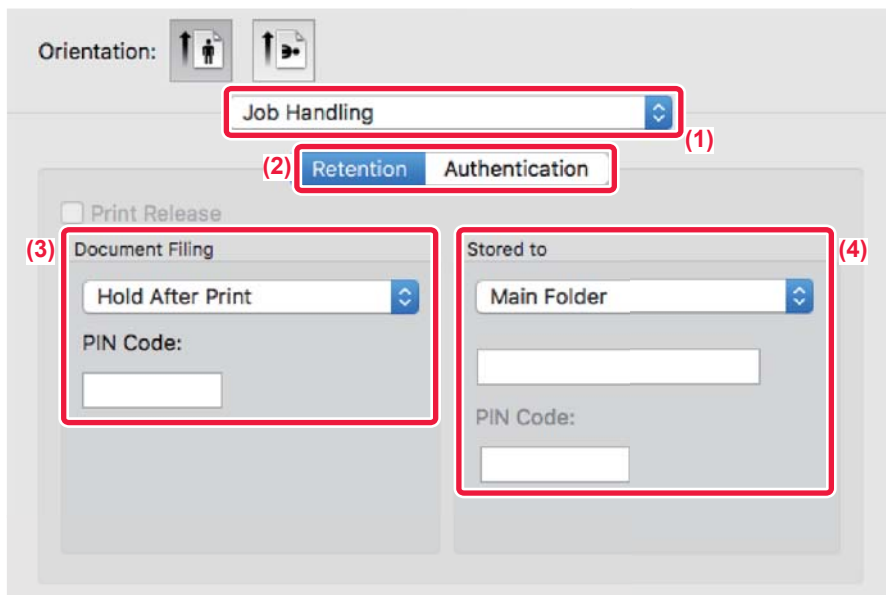 Orientation:
Job Handling
(1)
(2)
Retention
Authentication
Print Release
(3)
Document Filing
Hold After Print
PIN Code:
Stored to
(4)
Main Folder
PIN Code: